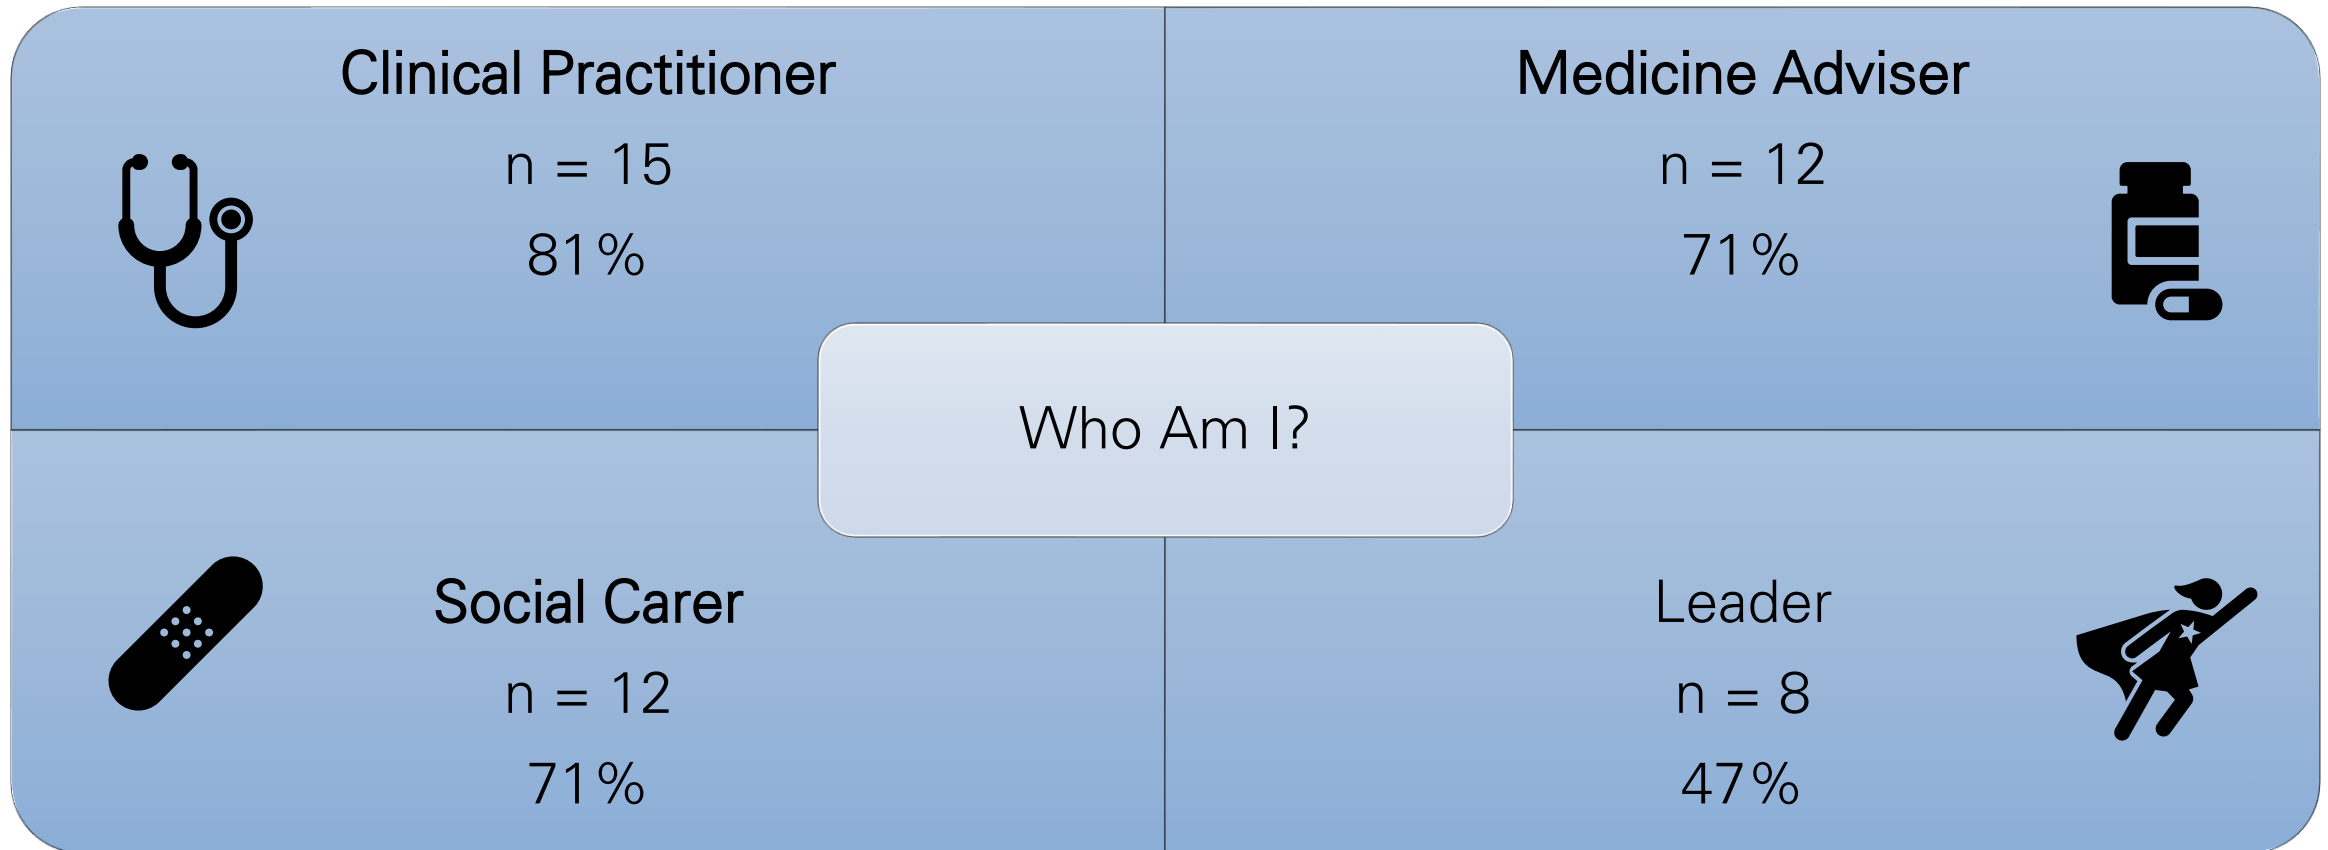 Clinical Practitioner
n = 15
81%
Medicine Adviser
n = 12
71%
Who Am I?
Social Carer
n = 12
71%
Leader
n = 8
47%